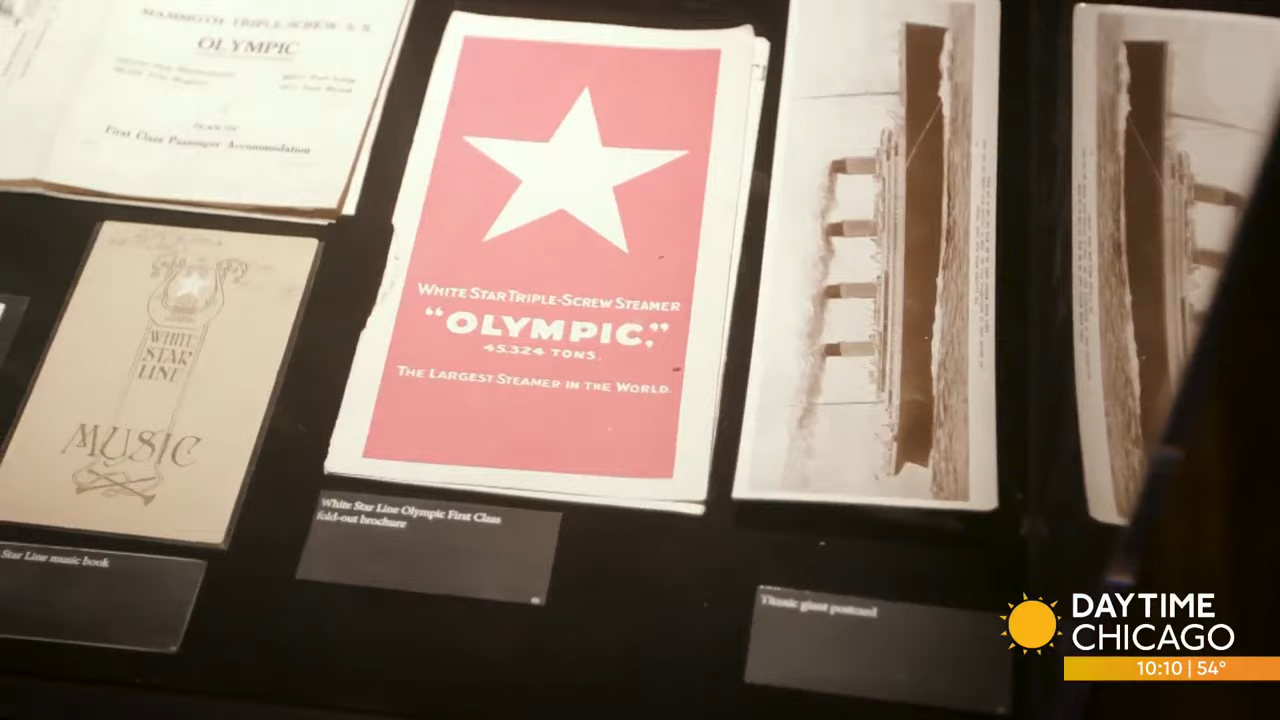 MAMMOTH TRIPLE-SCREW S.S.
OLYMPIC
PLAN OF
First Class Passenger Accommodation
WHITE STAR TRIPLE-SCREW STEAMER
"OLYMPIC,"
45,324 TONS.
THE LARGEST STEAMER IN THE WORLD.
WHITE
STAR
LINE
MUSIC
Star Line music book
White Star Line Olympic First Class
fold-out brochure
Titanic giant postcard
DAYTIME
CHICAGO
10:10 | 54°